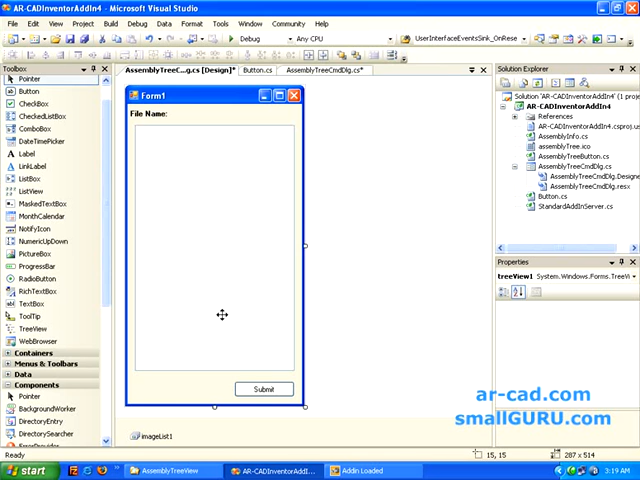 AR-CADInventorAddIn4 - Microsoft Visual Studio
File Edit View Project Build Debug Data Format Tools Window Community Help
Debug Any CPU UserInterfaceEventsSink_OnRese
Toolbox
Pointer
Button
CheckBox
CheckedListBox
ComboBox
DateTimePicker
Label
LinkLabel
ListBox
ListView
MaskedTextBox
MonthCalendar
NotifyIcon
NumericUpDown
PictureBox
ProgressBar
RadioButton
RichTextBox
TextBox
ToolTip
TreeView
WebBrowser
Containers
Menus & Toolbars
Data
Components
Pointer
BackgroundWorker
DirectoryEntry
DirectorySearcher
ErrorProvider
AssemblyTreeC...g.cs [Design]* Button.cs AssemblyTreeCmdDlg.cs*
Form1
File Name:
Submit
imageList1
Solution Explorer - Solution 'AR-...
Solution 'AR-CADInventorAddIn4' (1 proje
AR-CADInventorAddIn4
References
AR-CADInventorAddIn4.csproj.us
AssemblyInfo.cs
assemblyTree.ico
AssemblyTreeButton.cs
AssemblyTreeCmdDlg.cs
AssemblyTreeCmdDlg.Designe
AssemblyTreeCmdDlg.resx
Button.cs
StandardAddInServer.cs
Properties
treeView1 System.Windows.Forms.TreeV
ar-cad.com
smallGURU.com
Ready 15, 15 287 x 514
start AssemblyTreeView AR-CADInventorAddI... Addin Loaded 3:19 AM